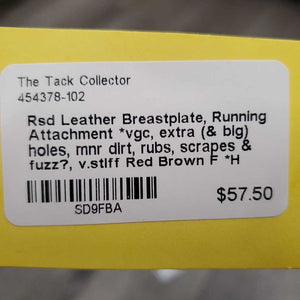 The Tack Collector
454378-102
Rsd Leather Breastplate, Running
Attachment *vgc, extra (& big)
holes, mnr dirt, rubs, scrapes &
fuzz?, v.stiff Red Brown F *H
$57.50
SD9FBA